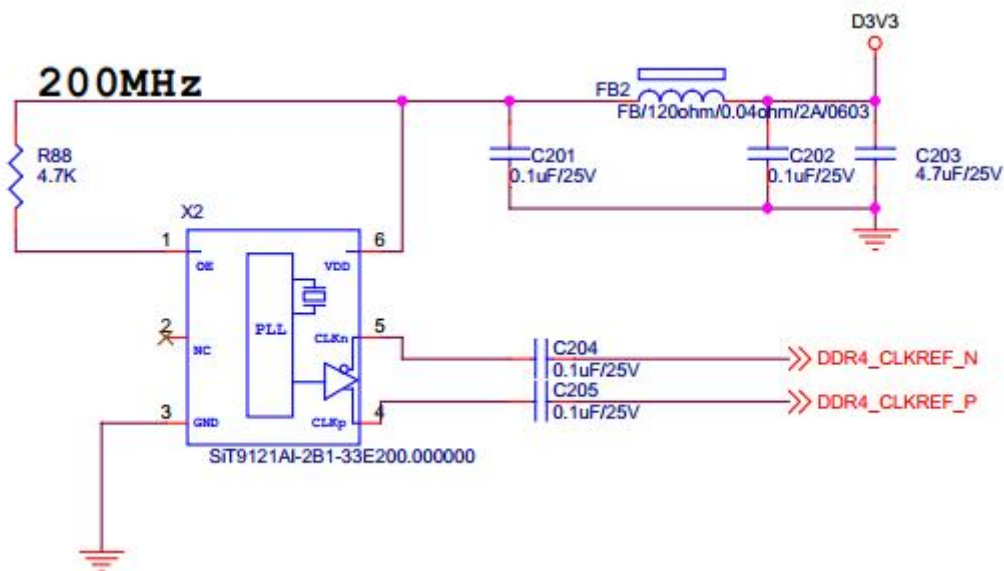 D3V3
200MHz
FB2
FB/120ohm/0.04ohm/2A/0603
R88
4.7K
C201
0.1uF/25V
C202
0.1uF/25V
C203
4.7uF/25V
X2
1
6
OE
VDD
2
5
PLL
CLKn
NC
C204
0.1uF/25V
DDR4_CLKREF_N
C205
0.1uF/25V
DDR4_CLKREF_P
3
4
GND
CLKp
SiT9121AI-2B1-33E200.000000